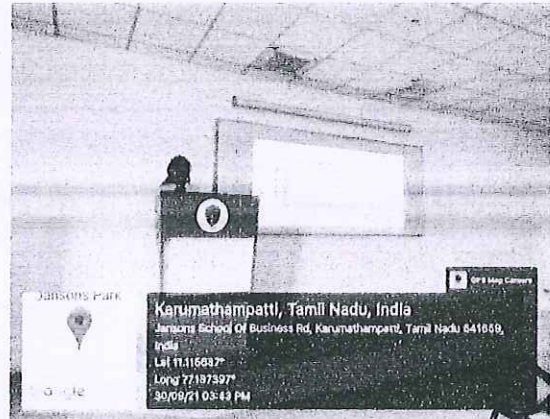 Jansons Park
Google
GPS Map Camera
Karumathampatti, Tamil Nadu, India
Jansons School Of Business Rd, Karumathampatti, Tamil Nadu 641659,
India
Lat 11.115687°
Long 77.187397°
30/09/21 03:43 PM